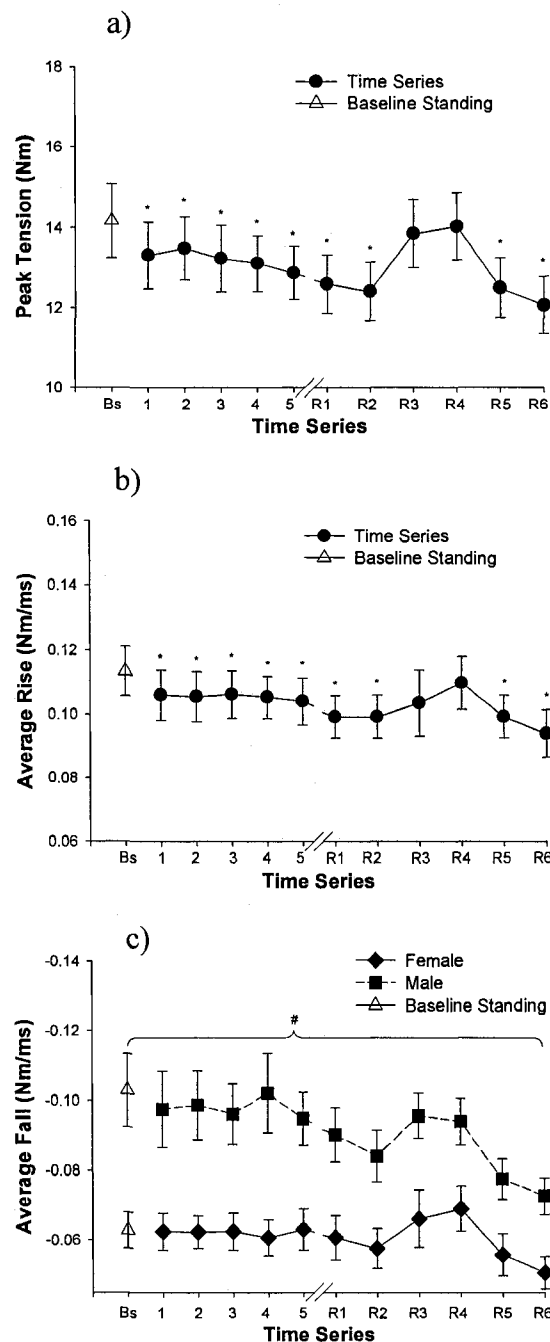 a)
18
16
14
12
10
Peak Tension (Nm)
Time Series
Baseline Standing
* * * * * * * * *
Bs 1 2 3 4 5 R1 R2 R3 R4 R5 R6
Time Series
b)
0.16
0.14
0.12
0.10
0.08
0.06
Average Rise (Nm/ms)
Time Series
Baseline Standing
* * * * * * * * *
Bs 1 2 3 4 5 R1 R2 R3 R4 R5 R6
Time Series
c)
-0.14
-0.12
-0.10
-0.08
-0.06
Average Fall (Nm/ms)
Female
Male
Baseline Standing
#
Bs 1 2 3 4 5 R1 R2 R3 R4 R5 R6